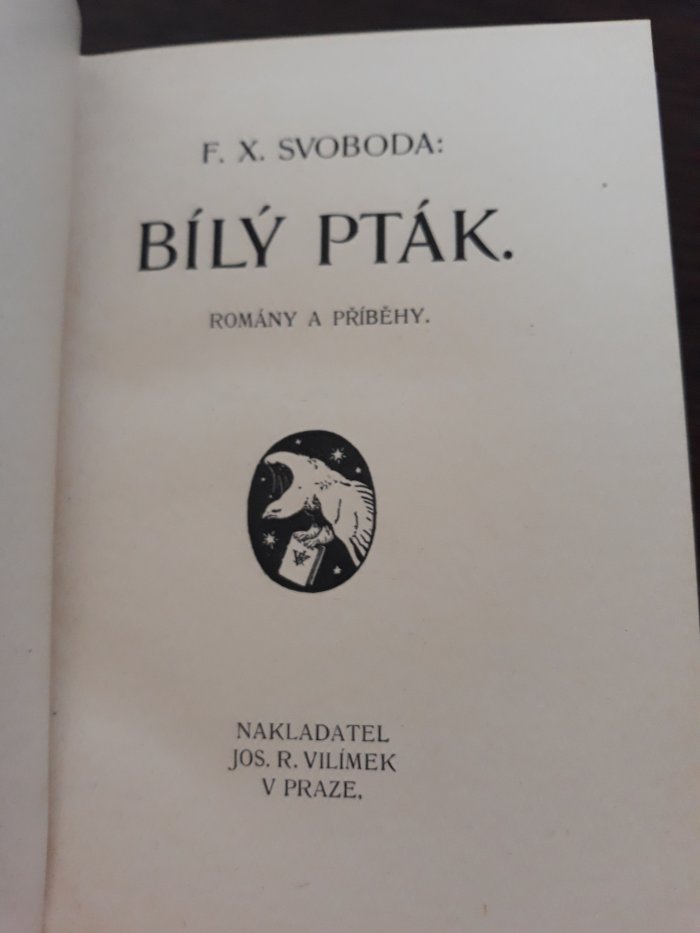 F. X. SVOBODA:
BÍLÝ PTÁK.
ROMÁNY A PŘÍBĚHY.
NAKLADATEL
JOS. R. VILÍMEK
V PRAZE.